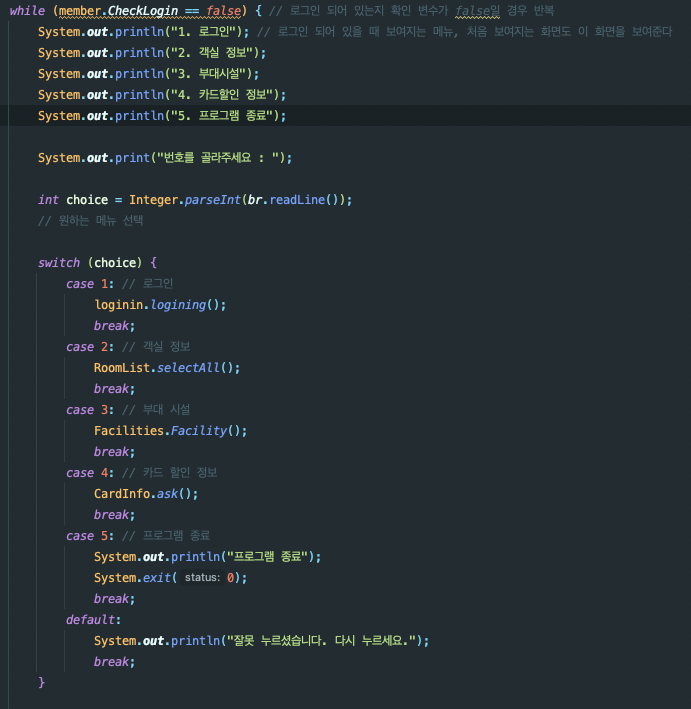 while (member.CheckLogin == false) { // 로그인 되어 있는지 확인 변수가 false일 경우 반복
System.out.println("1. 로그인"); // 로그인 되어 있을 때 보여지는 메뉴, 처음 보여지는 화면도 이 화면을 보여준다
System.out.println("2. 객실 정보");
System.out.println("3. 부대시설");
System.out.println("4. 카드할인 정보");
System.out.println("5. 프로그램 종료");
System.out.print("번호를 골라주세요 : ");
int choice = Integer.parseInt(br.readLine());
// 원하는 메뉴 선택
switch (choice) {
case 1: // 로그인
loginin.logining();
break;
case 2: // 객실 정보
RoomList.selectAll();
break;
case 3: // 부대 시설
Facilities.Facility();
break;
case 4: // 카드 할인 정보
CardInfo.ask();
break;
case 5: // 프로그램 종료
System.out.println("프로그램 종료");
System.exit( status: 0);
break;
default:
System.out.println("잘못 누르셨습니다. 다시 누르세요.");
break;
}